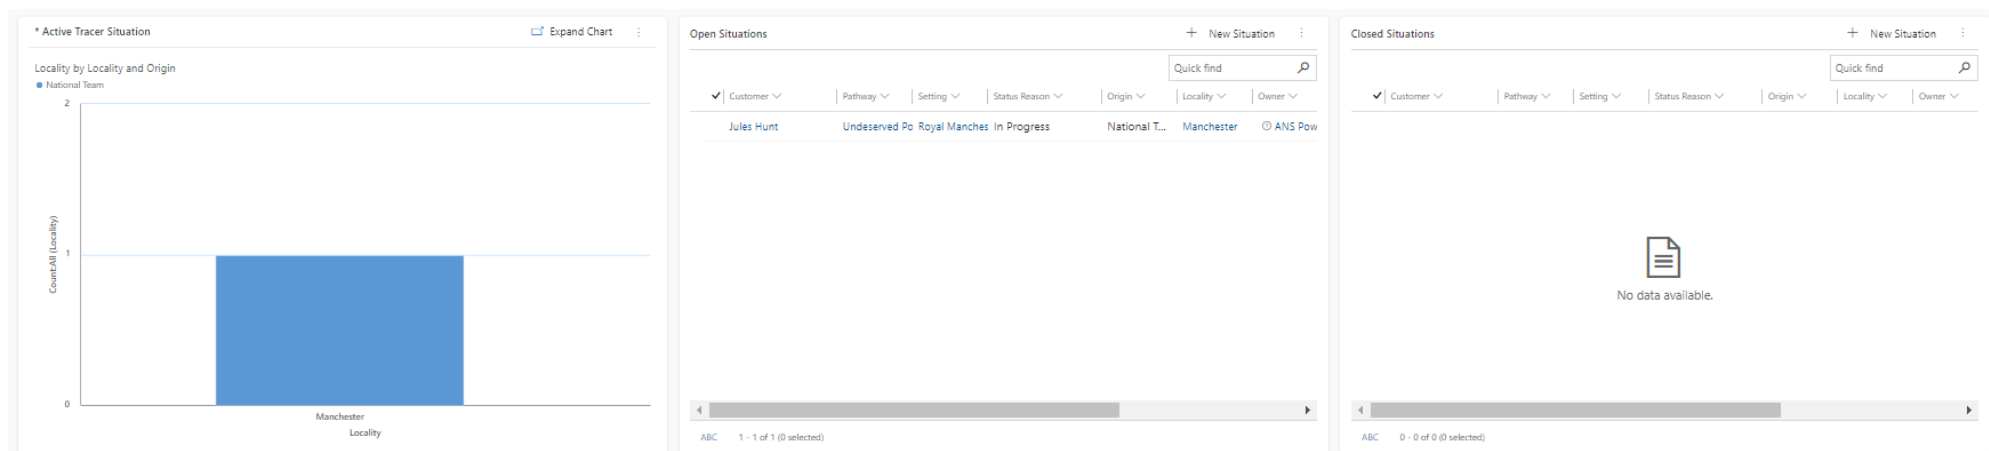 * Active Tracer Situation
Expand Chart
Locality by Locality and Origin
National Team
2
1
0
Count:All (Locality)
Manchester
Locality
Open Situations
New Situation
Quick find
Customer Pathway Setting Status Reason Origin Locality Owner
Jules Hunt Undeserved Po Royal Manches In Progress National T... Manchester ANS Pow
ABC 1 - 1 of 1 (0 selected)
Closed Situations
New Situation
Quick find
Customer Pathway Setting Status Reason Origin Locality Owner
No data available.
ABC 0 - 0 of 0 (0 selected)